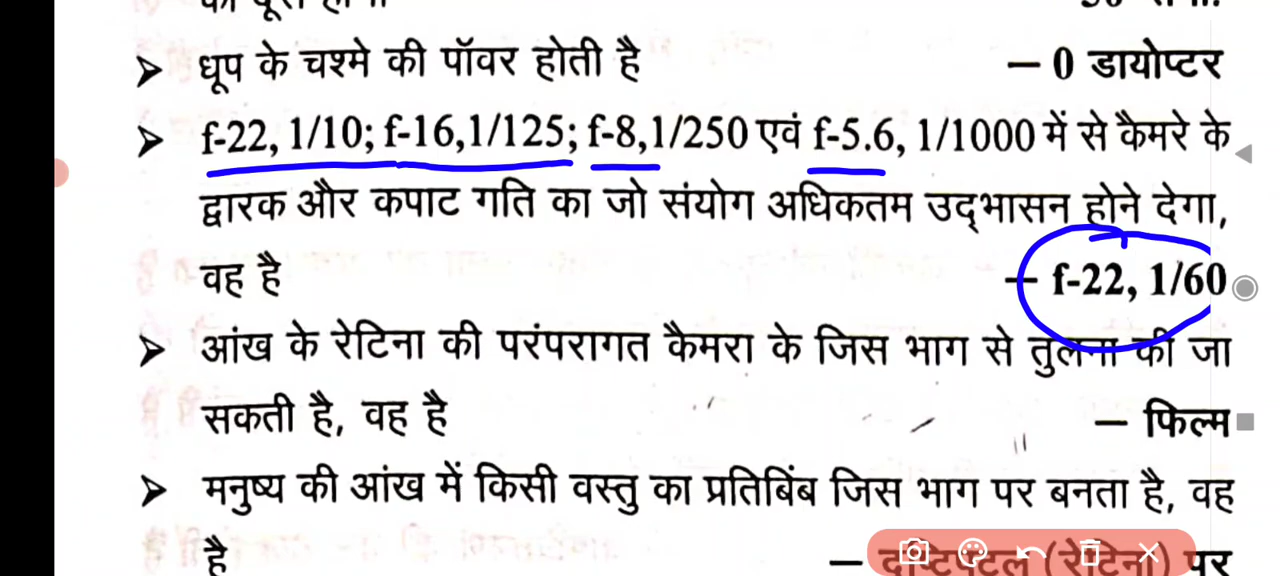 ➢ धूप के चश्मे की पॉवर होती है — 0 डायोप्टर
➢ f-22, 1/10; f-16,1/125; f-8,1/250 एवं f-5.6, 1/1000 में से कैमरे के
द्वारक और कपाट गति का जो संयोग अधिकतम उद्भासन होने देगा,
वह है — f-22, 1/60
➢ आंख के रेटिना की परंपरागत कैमरा के जिस भाग से तुलना की जा
सकती है, वह है — फिल्म
➢ मनुष्य की आंख में किसी वस्तु का प्रतिबिंब जिस भाग पर बनता है, वह
है — दृष्टिपटल (रेटिना) पर